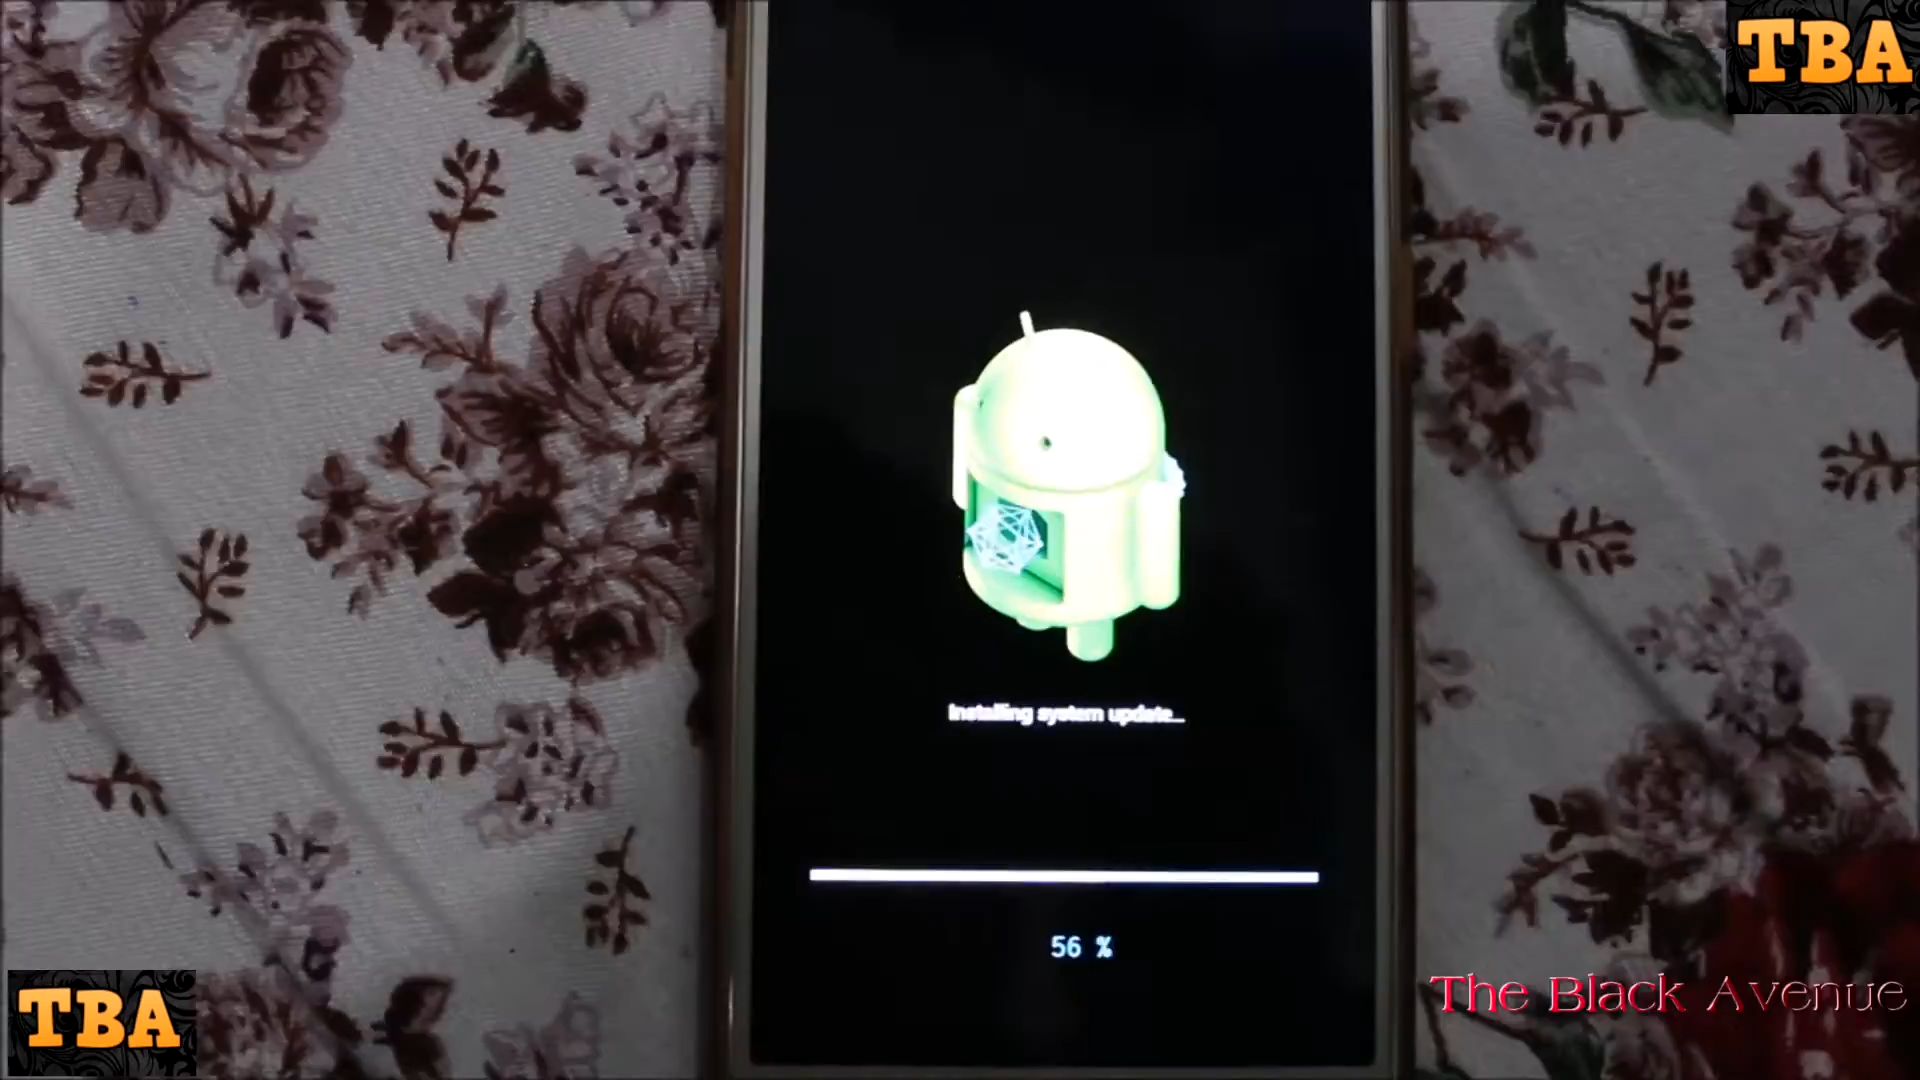 TBA
Installing system update...
56 %
TBA
The Black Avenue